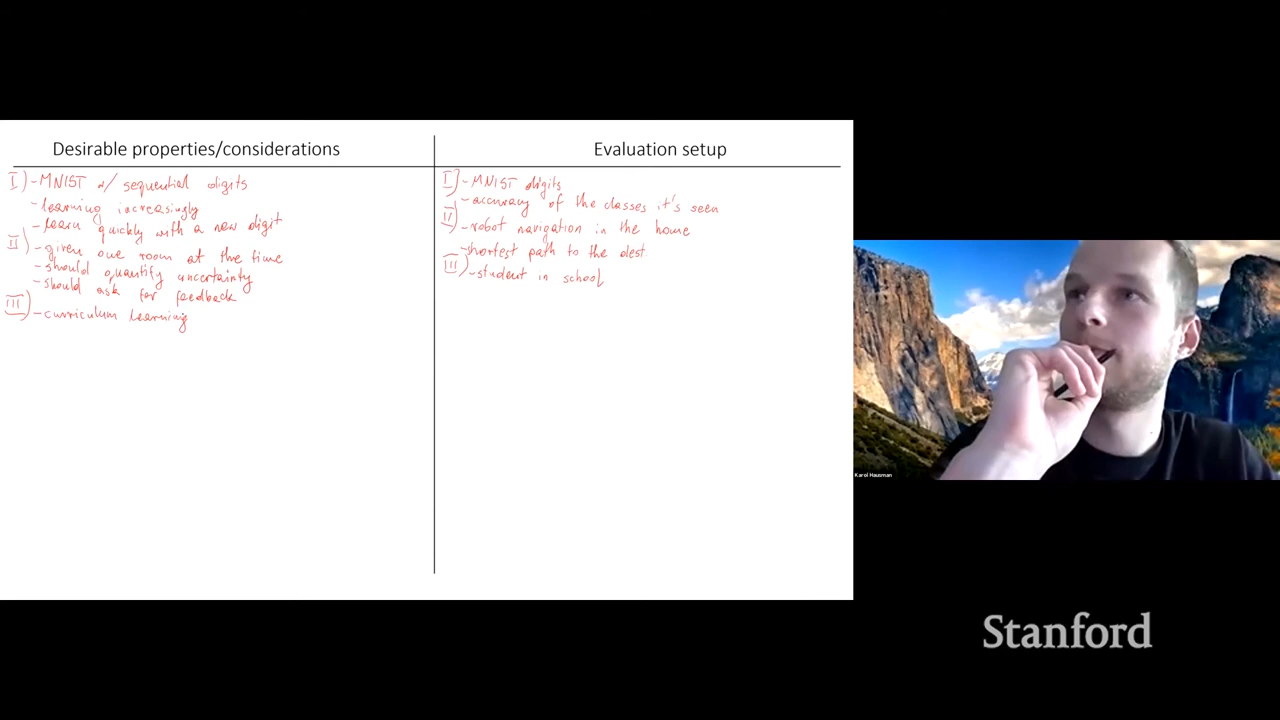 Desirable properties/considerations
I) - MNIST w/ sequential digits
- learning increasingly
- learn quickly with a new digit
II) - given one room at the time
- should quantify uncertainty
- should ask for feedback
III) - curriculum learning
Evaluation setup
I) - MNIST digits
- accuracy of the classes it's seen
II) - robot navigation in the home
- shortest path to the dest.
III) - student in school
Karol Hausman
Stanford